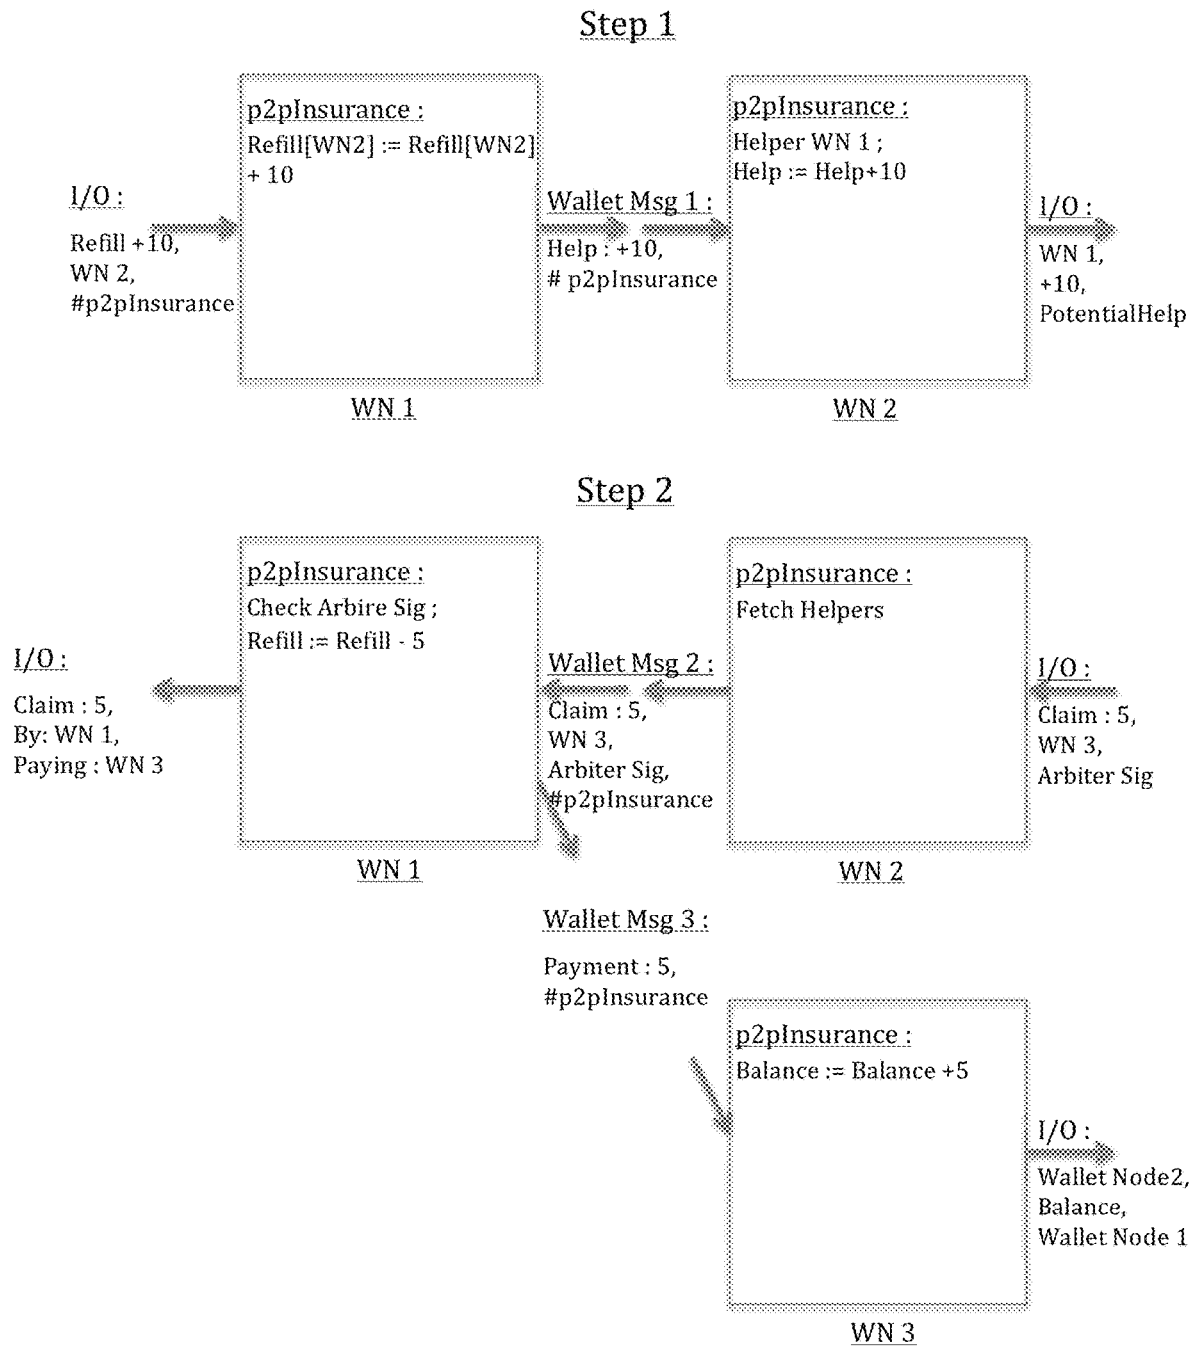 Step 1
I/O :
Refill +10,
WN 2,
#p2pInsurance
p2pInsurance :
Refill[WN2] := Refill[WN2]
+ 10
WN 1
Wallet Msg 1 :
Help : +10,
# p2pInsurance
p2pInsurance :
Helper WN 1 ;
Help := Help+10
WN 2
I/O :
WN 1,
+10,
PotentialHelp
Step 2
I/O :
Claim : 5,
By: WN 1,
Paying : WN 3
p2pInsurance :
Check Arbire Sig ;
Refill := Refill - 5
WN 1
Wallet Msg 2 :
Claim : 5,
WN 3,
Arbiter Sig,
#p2pInsurance
p2pInsurance :
Fetch Helpers
WN 2
I/O :
Claim : 5,
WN 3,
Arbiter Sig
Wallet Msg 3 :
Payment : 5,
#p2pInsurance
p2pInsurance :
Balance := Balance +5
WN 3
I/O :
Wallet Node2,
Balance,
Wallet Node 1